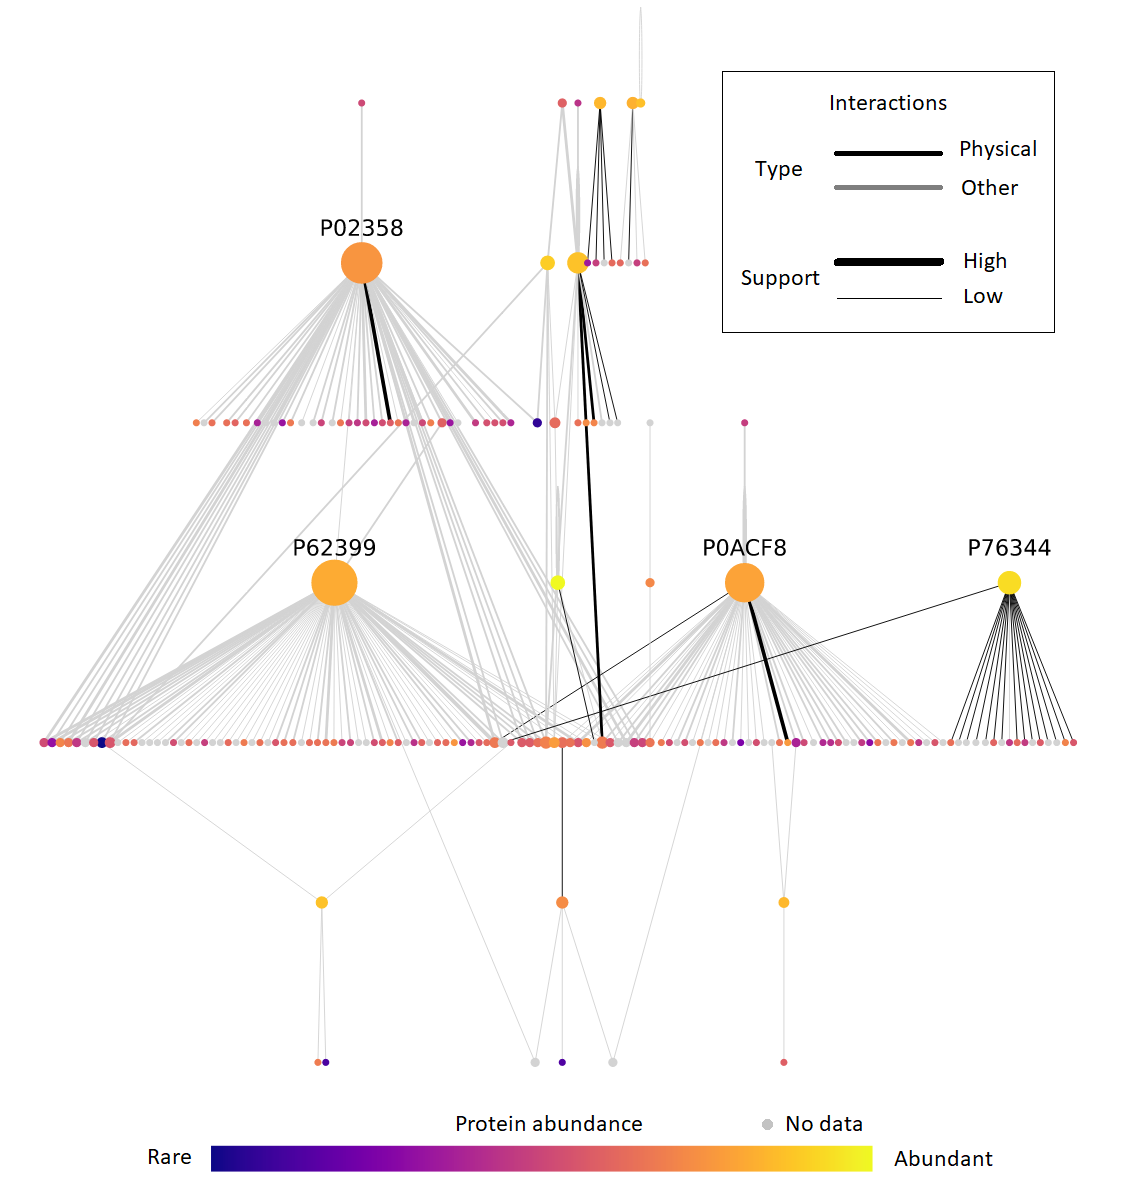 Interactions
Type
Physical
Other
Support
High
Low
P02358
P62399
P0ACF8
P76344
Protein abundance
No data
Rare
Abundant